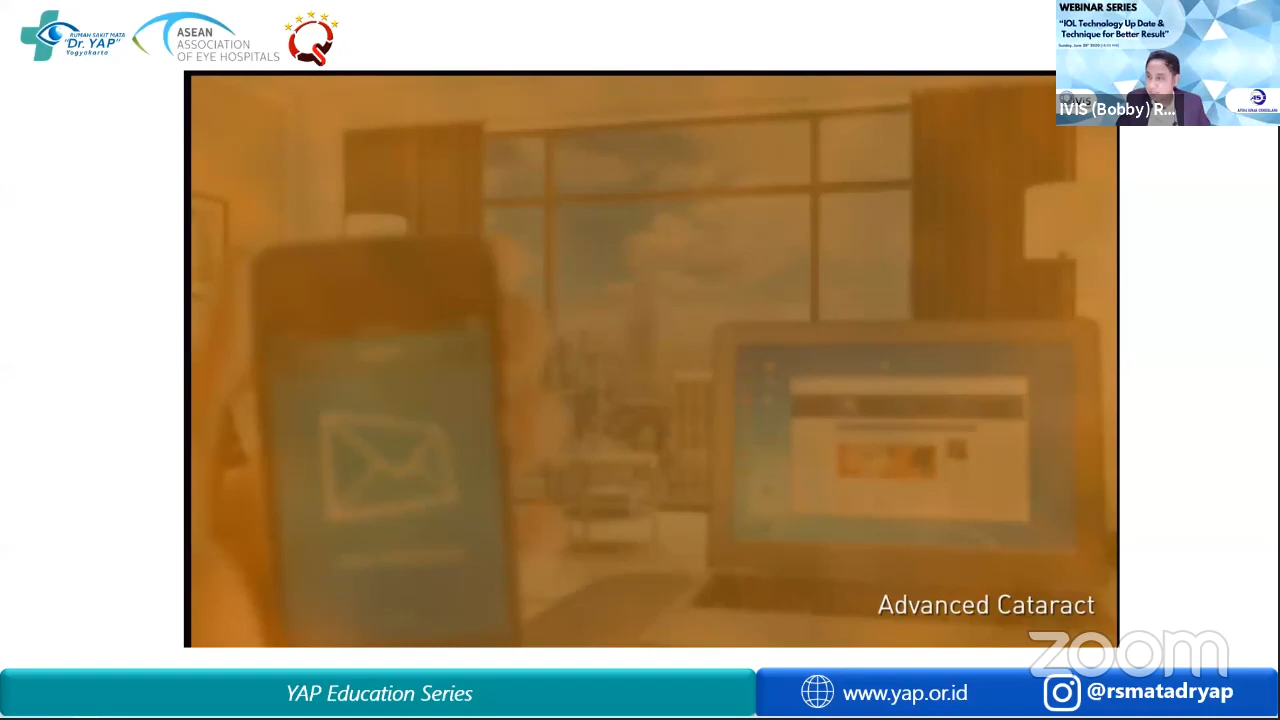 RUMAH SAKIT MATA
"Dr. YAP"
Yogyakarta
ASEAN
ASSOCIATION
OF EYE HOSPITALS
WEBINAR SERIES
"IOL Technology Up Date &
Technique for Better Result"
IVIS (Bobby) R...
Advanced Cataract
zoom
YAP Education Series
www.yap.or.id
@rsmatadryap